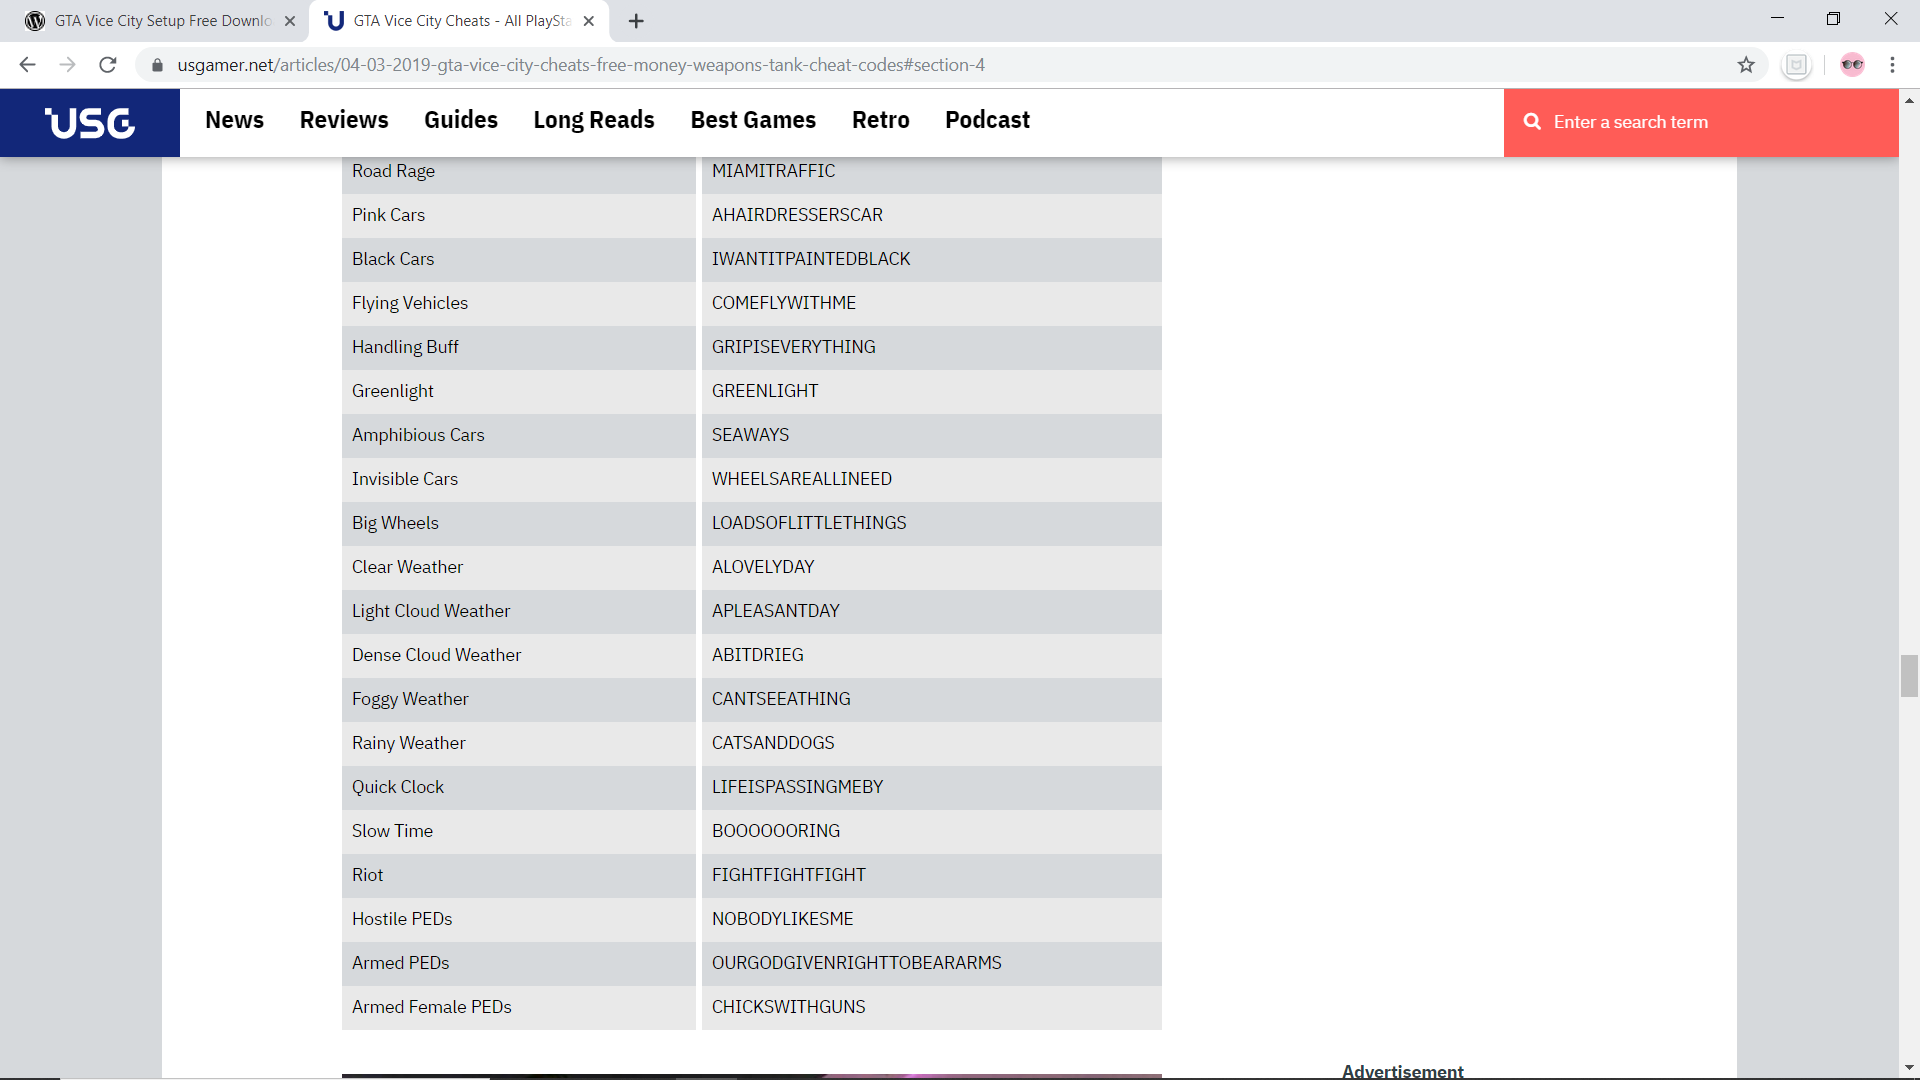 GTA Vice City Setup Free Downlo
GTA Vice City Cheats - All PlaySta
usgamer.net/articles/04-03-2019-gta-vice-city-cheats-free-money-weapons-tank-cheat-codes#section-4
USG News Reviews Guides Long Reads Best Games Retro Podcast Enter a search term
Road Rage MIAMITRAFFIC
Pink Cars AHAIRDRESSERSCAR
Black Cars IWANTITPAINTEDBLACK
Flying Vehicles COMEFLYWITHME
Handling Buff GRIPISEVERYTHING
Greenlight GREENLIGHT
Amphibious Cars SEAWAYS
Invisible Cars WHEELSAREALLINEED
Big Wheels LOADSOFLITTLETHINGS
Clear Weather ALOVELYDAY
Light Cloud Weather APLEASANTDAY
Dense Cloud Weather ABITDRIEG
Foggy Weather CANTSEEATHING
Rainy Weather CATSANDDOGS
Quick Clock LIFEISPASSINGMEBY
Slow Time BOOOOOORING
Riot FIGHTFIGHTFIGHT
Hostile PEDs NOBODYLIKESME
Armed PEDs OURGODGIVENRIGHTTOBEARARMS
Armed Female PEDs CHICKSWITHGUNS
Advertisement